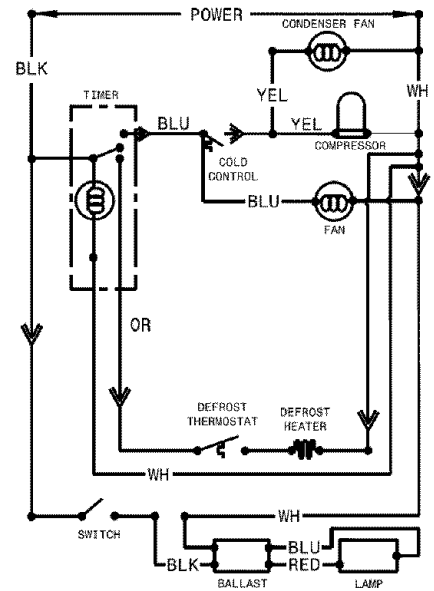 POWER
CONDENSER FAN
BLK
TIMER
YEL
WH
BLU
YEL
COMPRESSOR
COLD
CONTROL
BLU
FAN
OR
DEFROST
THERMOSTAT
DEFROST
HEATER
WH
SWITCH
WH
BLU
BLK
RED
BALLAST
LAMP